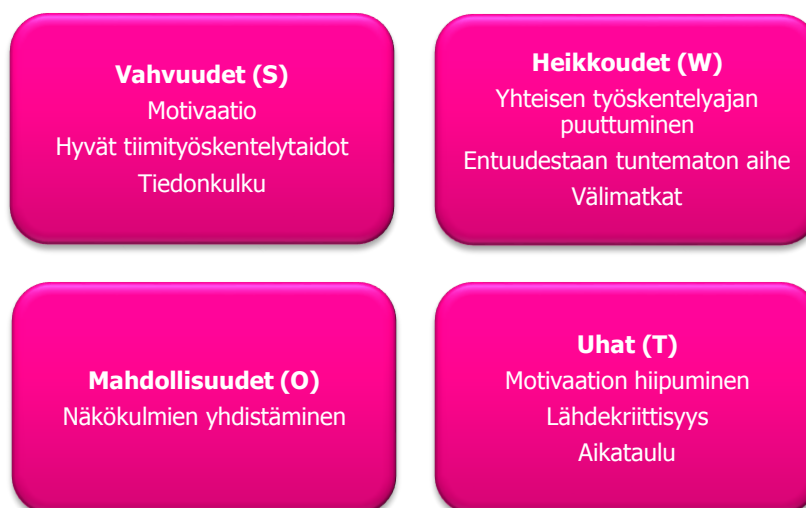 Vahvuudet (S)
Motivaatio
Hyvät tiimityöskentelytaidot
Tiedonkulku
Heikkoudet (W)
Yhteisen työskentelyajan
puuttuminen
Entuudestaan tuntematon aihe
Välimatkat
Mahdollisuudet (O)
Näkökulmien yhdistäminen
Uhat (T)
Motivaation hiipuminen
Lähdekriittisyys
Aikataulu